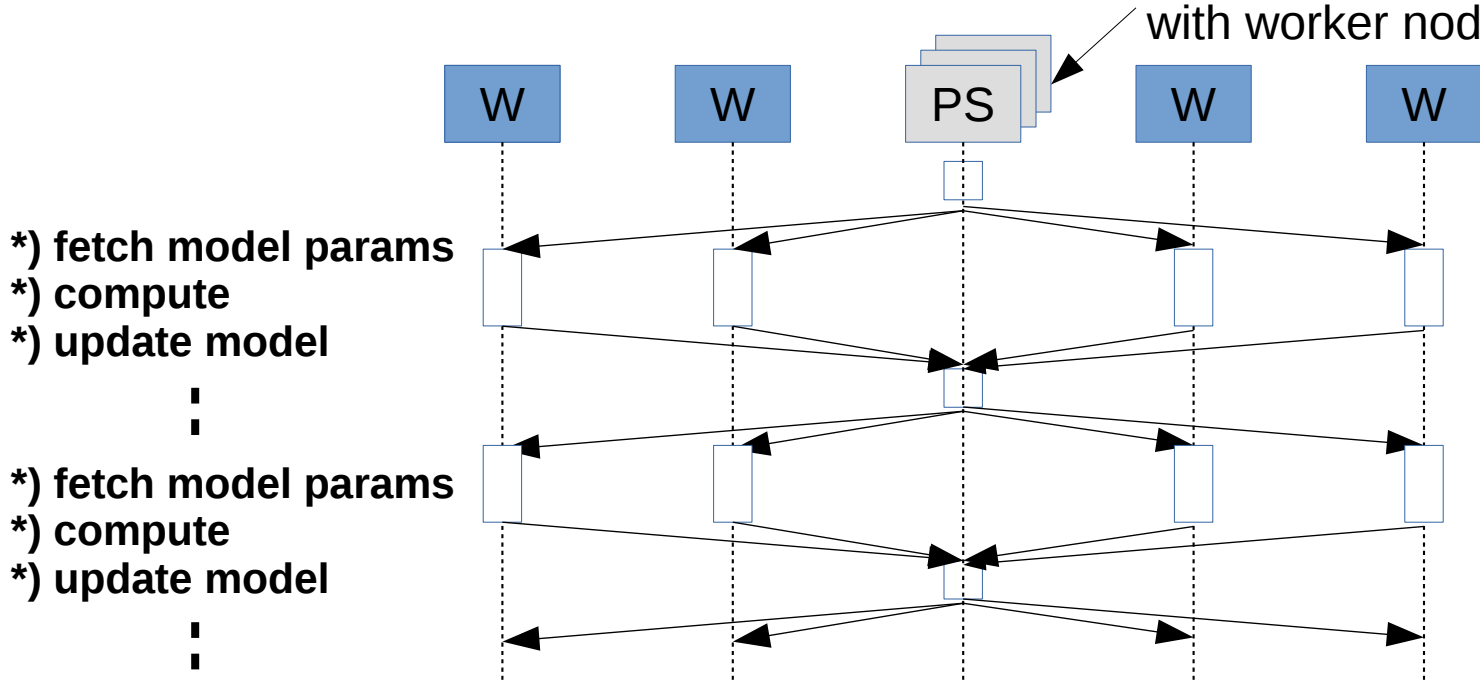 with worker nod
W W PS W W
*) fetch model params
*) compute
*) update model
*) fetch model params
*) compute
*) update model